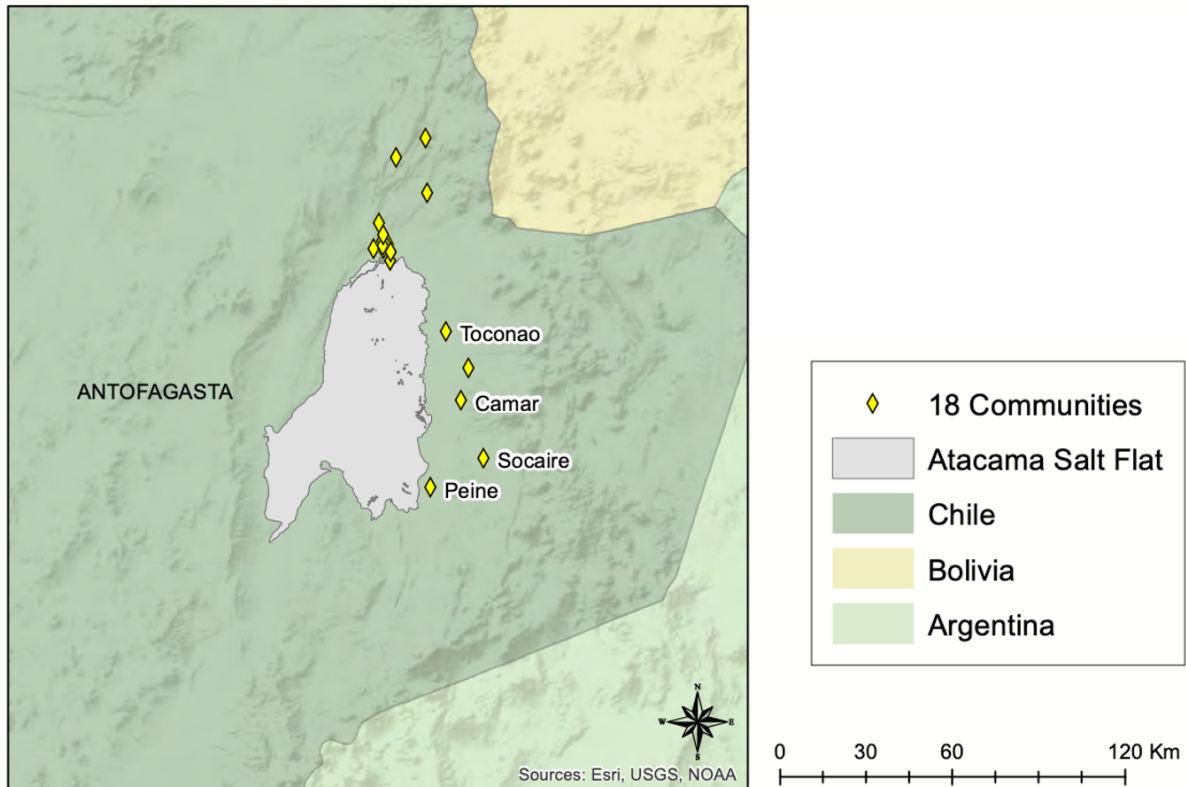 ANTOFAGASTA
Toconao
Camar
Socaire
Peine
N
W E
S
Sources: Esri, USGS, NOAA
18 Communities
Atacama Salt Flat
Chile
Bolivia
Argentina
0 30 60 120 Km